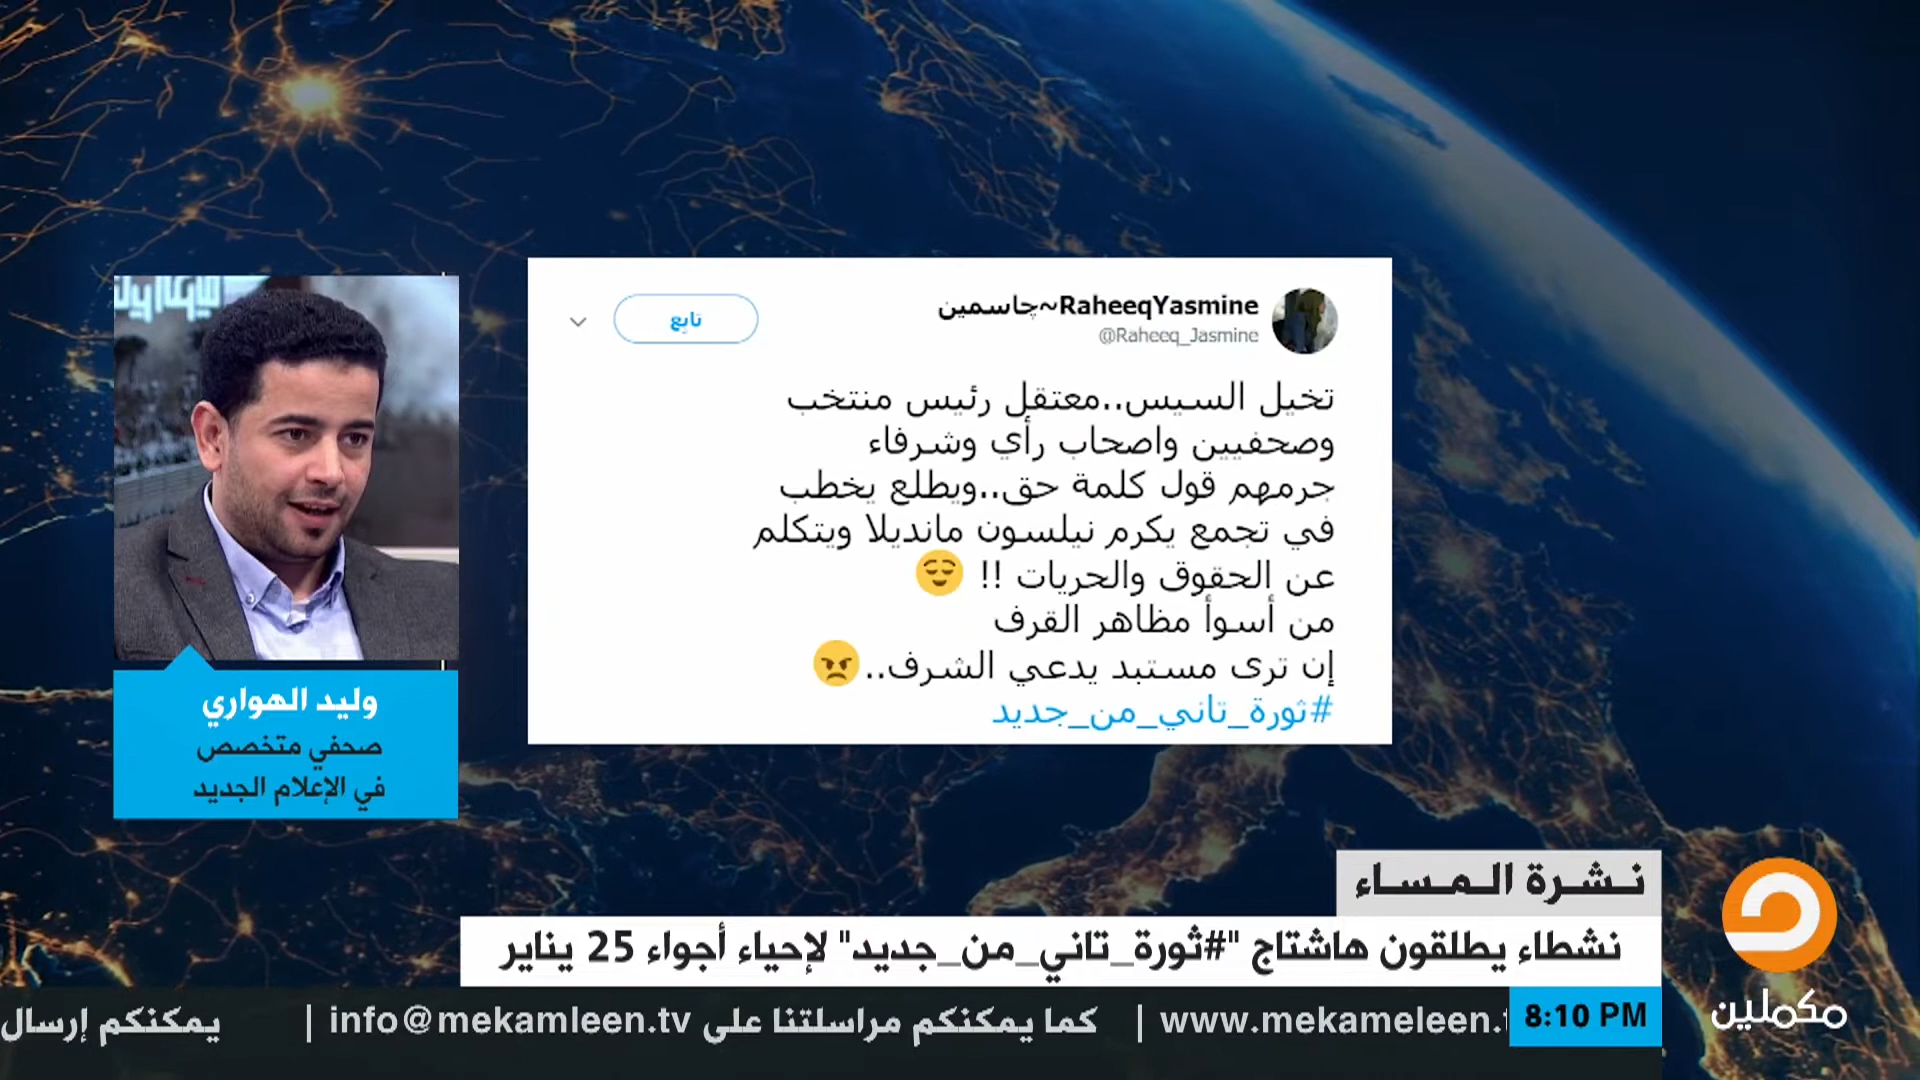 RaheeqYasmine~چاسمين
@Raheeq_Jasmine
تابِع
تخيل السيس..معتقل رئيس منتخب
وصحفيين واصحاب رأي وشرفاء
جرمهم قول كلمة حق..ويطلع يخطب
في تجمع يكرم نيلسون مانديلا ويتكلم
عن الحقوق والحريات !! 😌
من أسوأ مظاهر القرف
إن ترى مستبد يدعي الشرف.. 😠
#ثورة_تاني_من_جديد
وليد الهواري
صحفي متخصص
في الإعلام الجديد
نشرة المساء
نشطاء يطلقون هاشتاج "#ثورة_تاني_من_جديد" لإحياء أجواء 25 يناير
8:10 PM
www.mekameleen. | كما يمكنكم مراسلتنا على info@mekamleen.tv | يمكنكم إرسال
مكملين